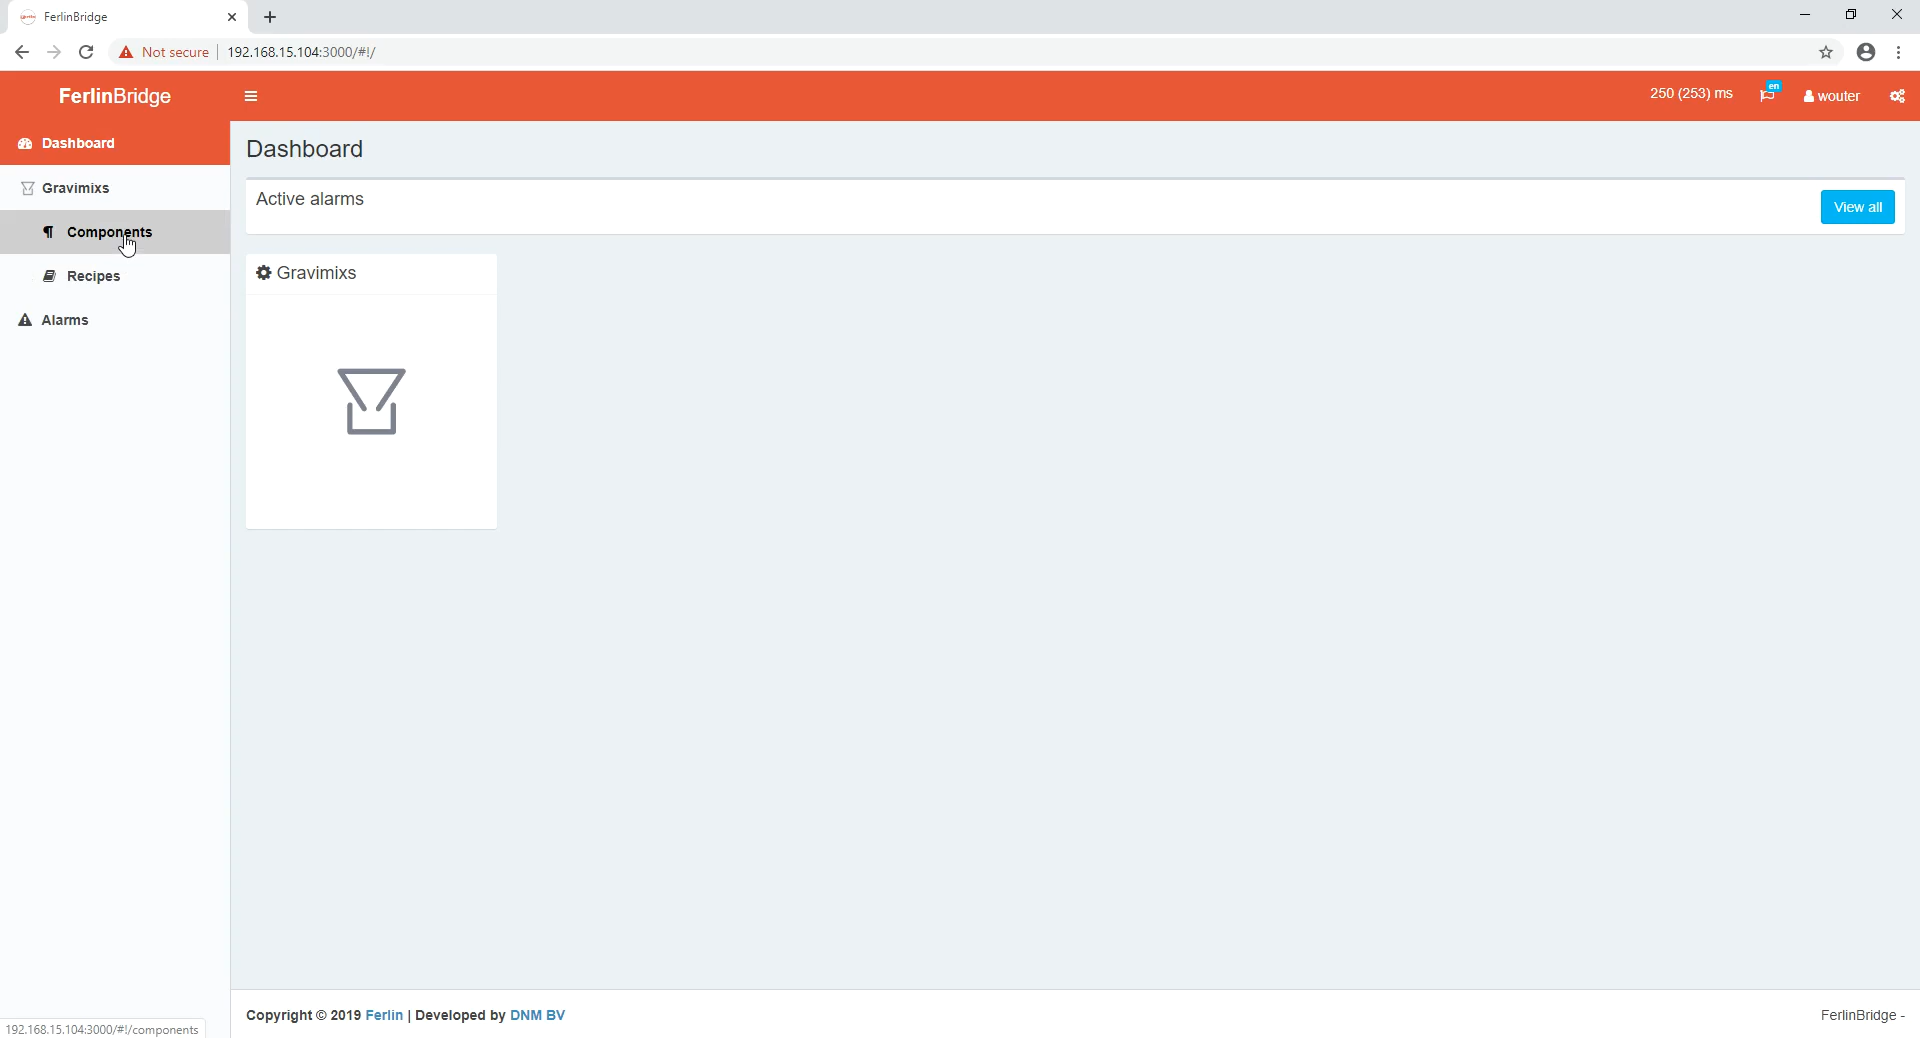 FerlinBridge
Not secure
192.168.15.104:3000/#!/
FerlinBridge
250 (253) ms
en
wouter
Dashboard
Gravimixs
Components
Recipes
Alarms
Dashboard
Active alarms
View all
Gravimixs
Copyright © 2019 Ferlin | Developed by DNM BV
FerlinBridge -
192.168.15.104:3000/#!/components